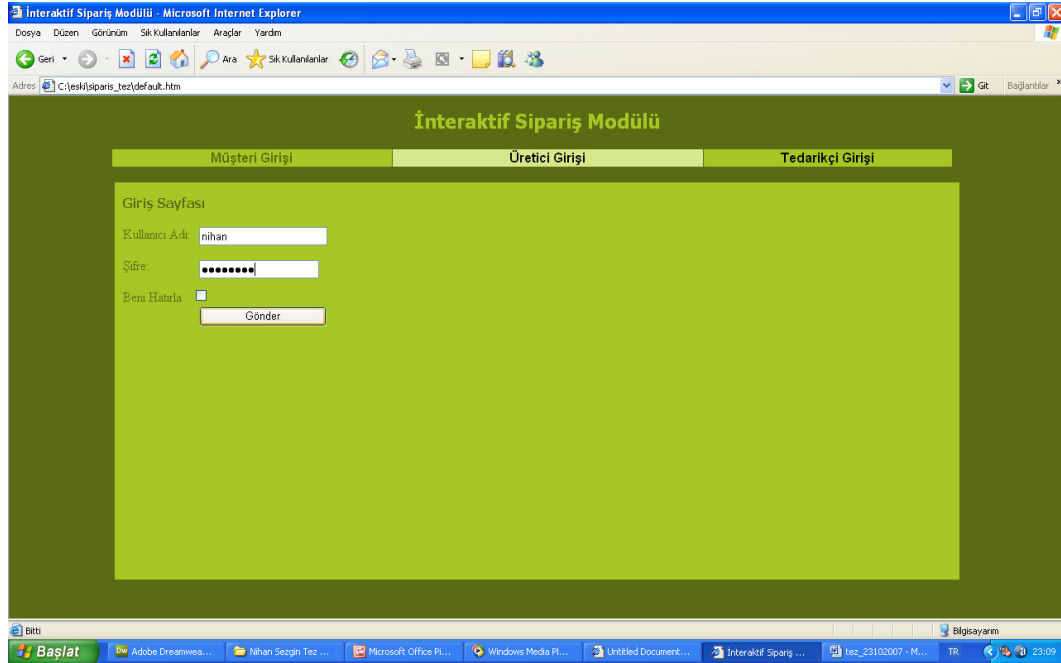 İnteraktif Sipariş Modülü - Microsoft Internet Explorer
Dosya Düzen Görünüm Sık Kullanılanlar Araçlar Yardım
Geri Ara Sık Kullanılanlar
Adres C:\eski\siparis_tez\default.htm Git Bağlantılar »
İnteraktif Sipariş Modülü
Müşteri Girişi Üretici Girişi Tedarikçi Girişi
Giriş Sayfası
Kullanıcı Adı: nihan
Şifre: ••••••••
Beni Hatırla
Gönder
Bitti Bilgisayarım
Başlat Dw Adobe Dreamwea... Nihan Sezgin Tez ... Microsoft Office Pi... Windows Media Pl... Untitled Document... İnteraktif Sipariş ... tez_23102007 - M... TR 23:09